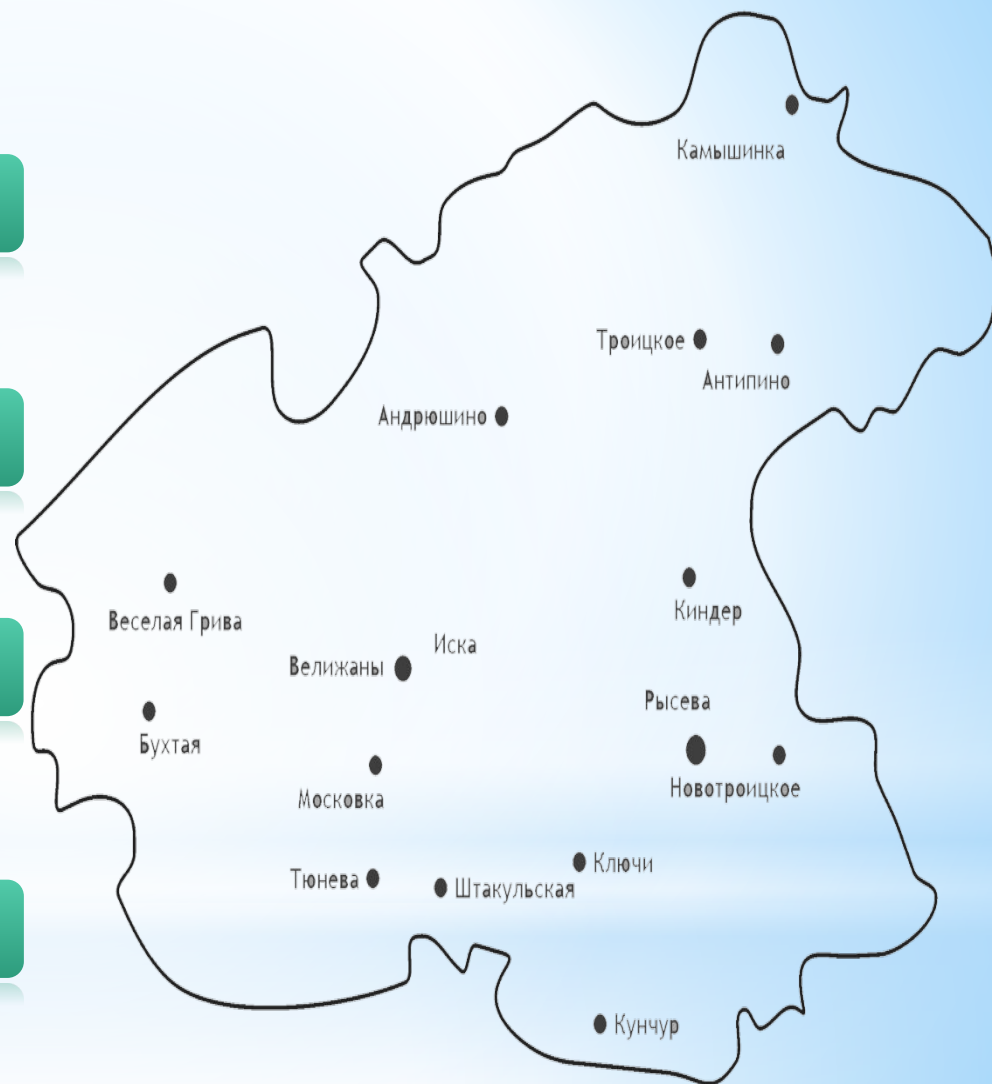 Камышинка
Троицкое
Антипино
Андрюшино
Киндер
Веселая Грива
Иска
Велижаны
Рысева
Бухтая
Новотроицкое
Московка
Ключи
Тюнева
Штакульская
Кунчур